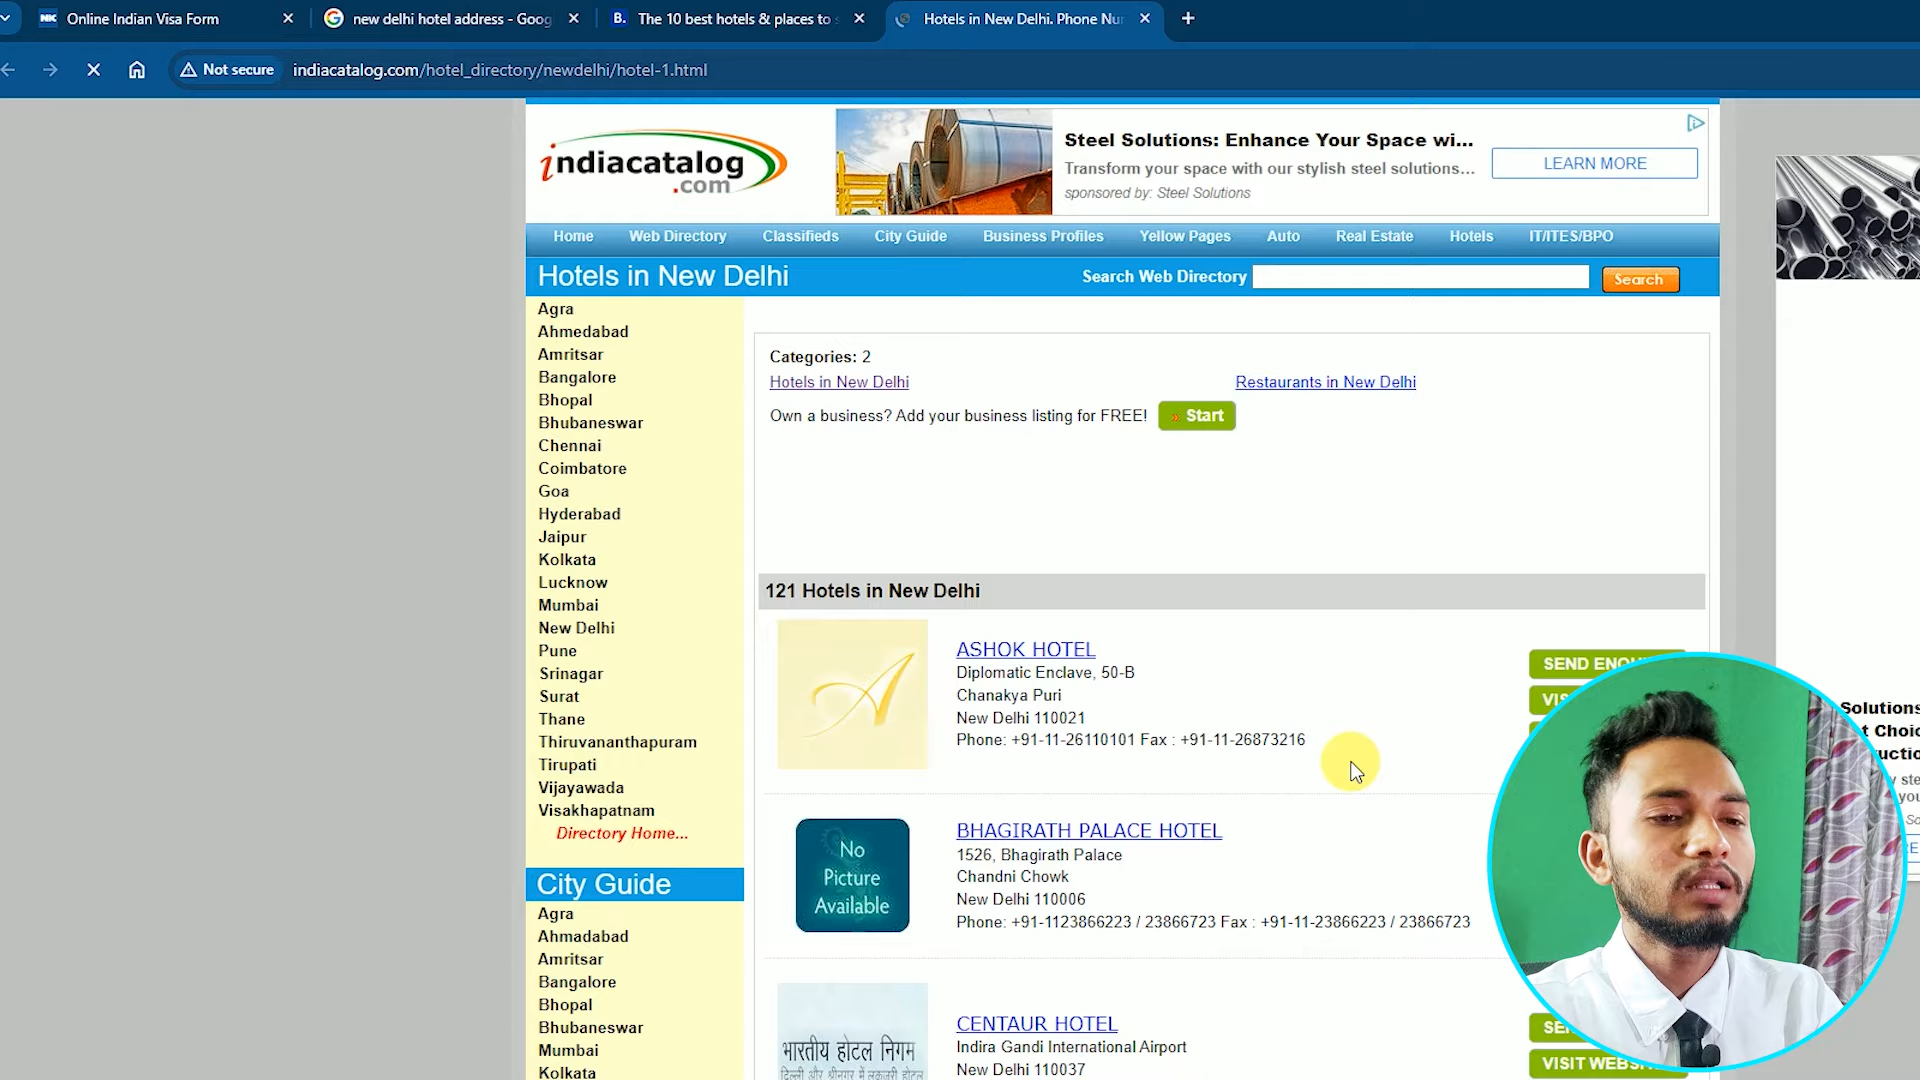 Online Indian Visa Form
new delhi hotel address - Goog
B. The 10 best hotels & places to
Hotels in New Delhi. Phone Nu
Not secure
indiacatalog.com/hotel_directory/newdelhi/hotel-1.html
indiacatalog
.com
Steel Solutions: Enhance Your Space wi...
Transform your space with our stylish steel solutions...
sponsored by: Steel Solutions
LEARN MORE
Home Web Directory Classifieds City Guide Business Profiles Yellow Pages Auto Real Estate Hotels IT/ITES/BPO
Hotels in New Delhi
Search Web Directory
Search
Agra
Ahmedabad
Amritsar
Bangalore
Bhopal
Bhubaneswar
Chennai
Coimbatore
Goa
Hyderabad
Jaipur
Kolkata
Lucknow
Mumbai
New Delhi
Pune
Srinagar
Surat
Thane
Thiruvananthapuram
Tirupati
Vijayawada
Visakhapatnam
Directory Home...
City Guide
Agra
Ahmadabad
Amritsar
Bangalore
Bhopal
Bhubaneswar
Mumbai
Kolkata
Categories: 2
Hotels in New Delhi
Restaurants in New Delhi
Own a business? Add your business listing for FREE!
» Start
121 Hotels in New Delhi
ASHOK HOTEL
Diplomatic Enclave, 50-B
Chanakya Puri
New Delhi 110021
Phone: +91-11-26110101 Fax : +91-11-26873216
SEND ENQU
VIS
BHAGIRATH PALACE HOTEL
1526, Bhagirath Palace
Chandni Chowk
New Delhi 110006
Phone: +91-1123866223 / 23866723 Fax : +91-11-23866223 / 23866723
No
Picture
Available
CENTAUR HOTEL
Indira Gandi International Airport
New Delhi 110037
भारतीय होटल निगम
SE
VISIT WEBS
Solutions
t Choic